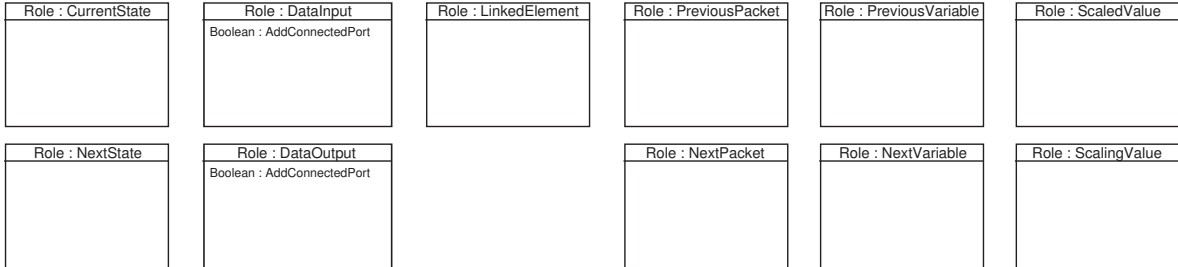 Role : CurrentState
Role : DataInput
Boolean : AddConnectedPort
Role : LinkedElement
Role : PreviousPacket
Role : PreviousVariable
Role : ScaledValue
Role : NextState
Role : DataOutput
Boolean : AddConnectedPort
Role : NextPacket
Role : NextVariable
Role : ScalingValue